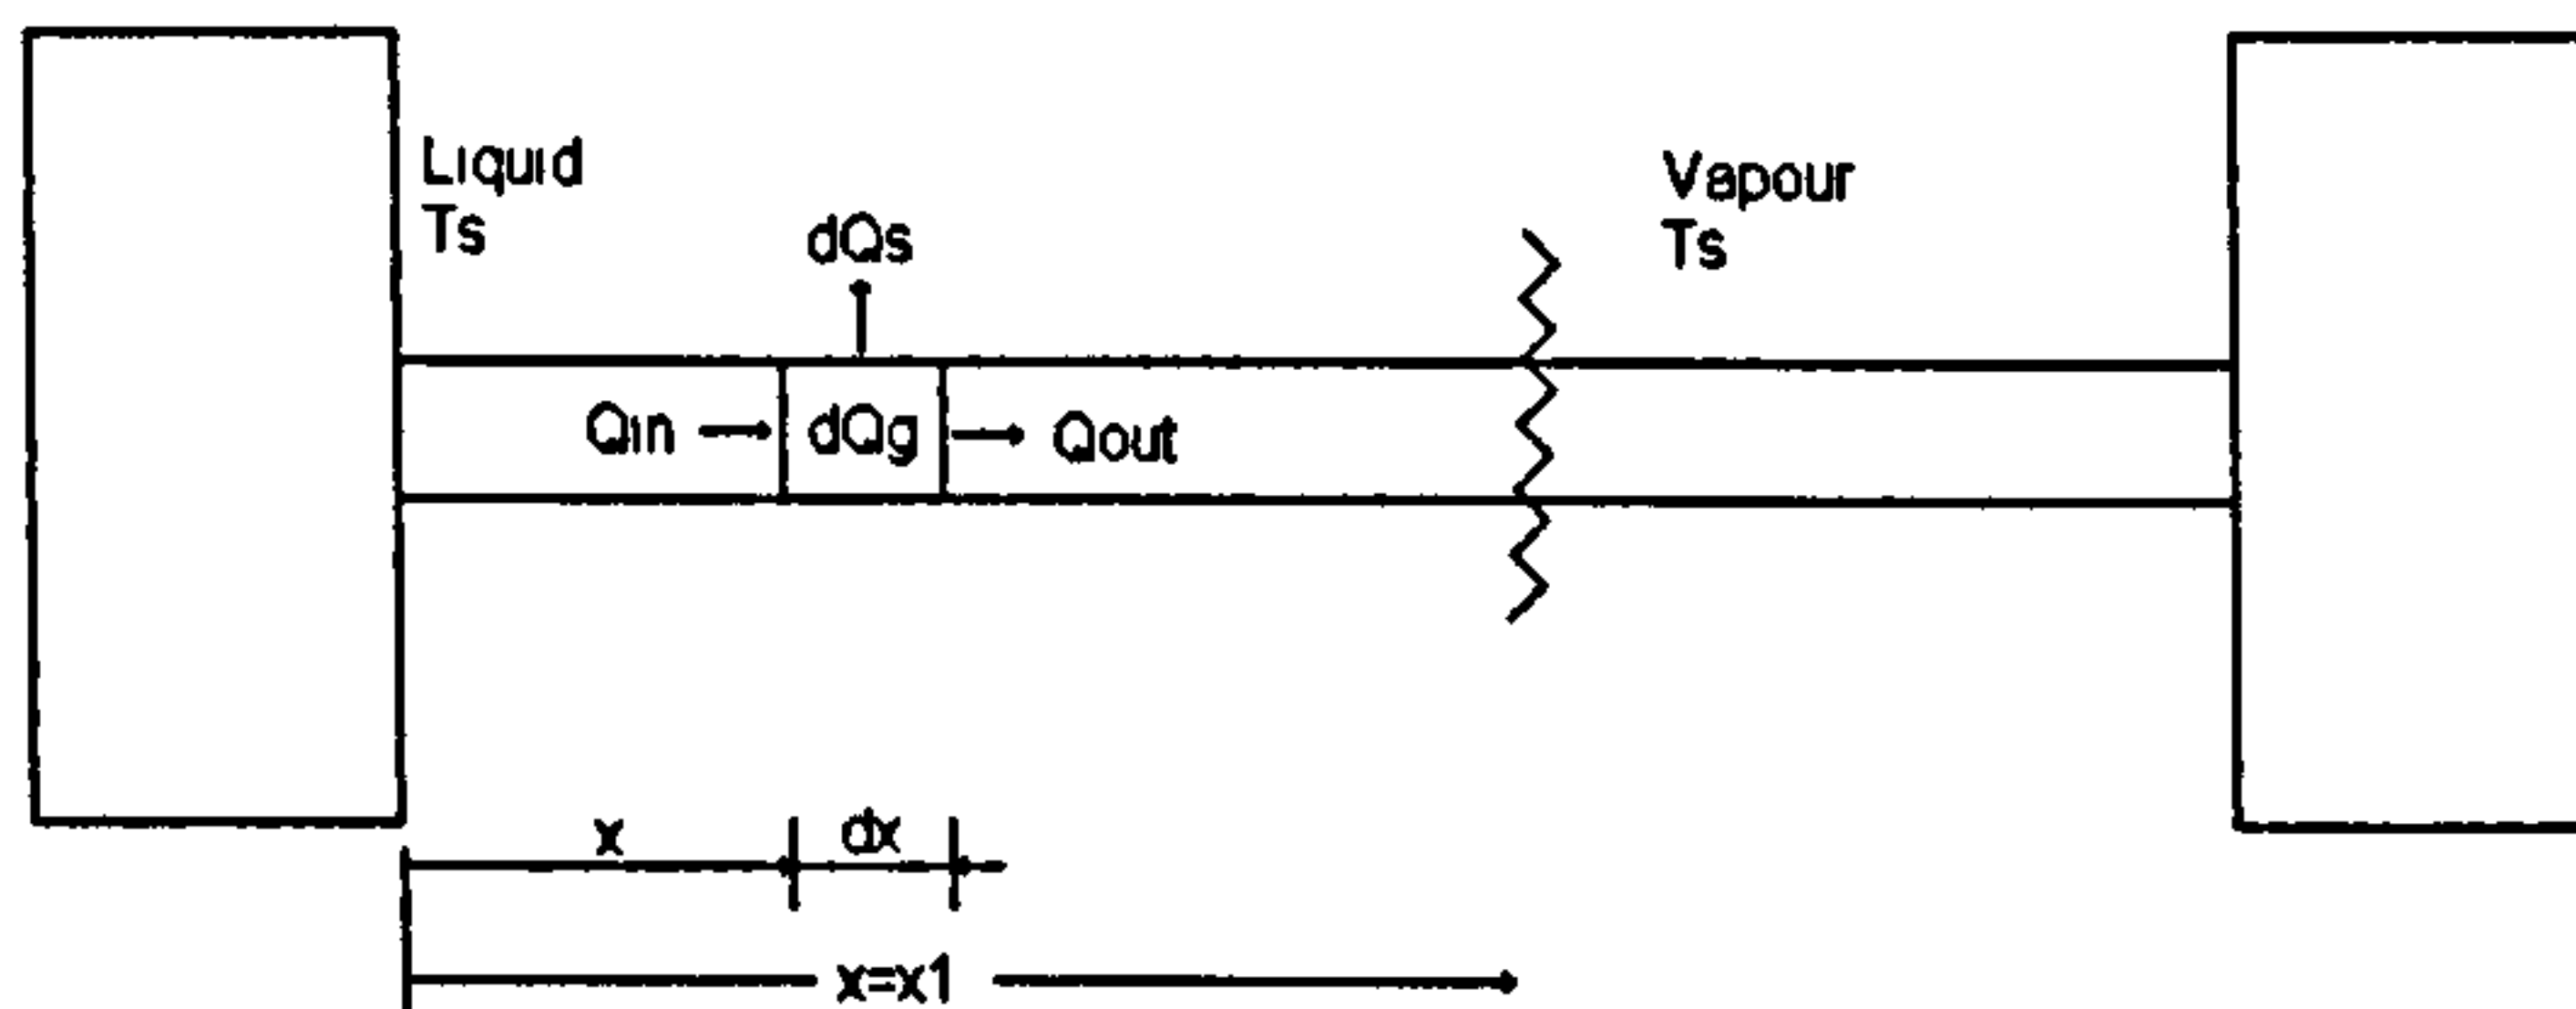 Liquid
Ts
Vapour
Ts
dQs
Qin
dQg
Qout
x
dx
x=x1